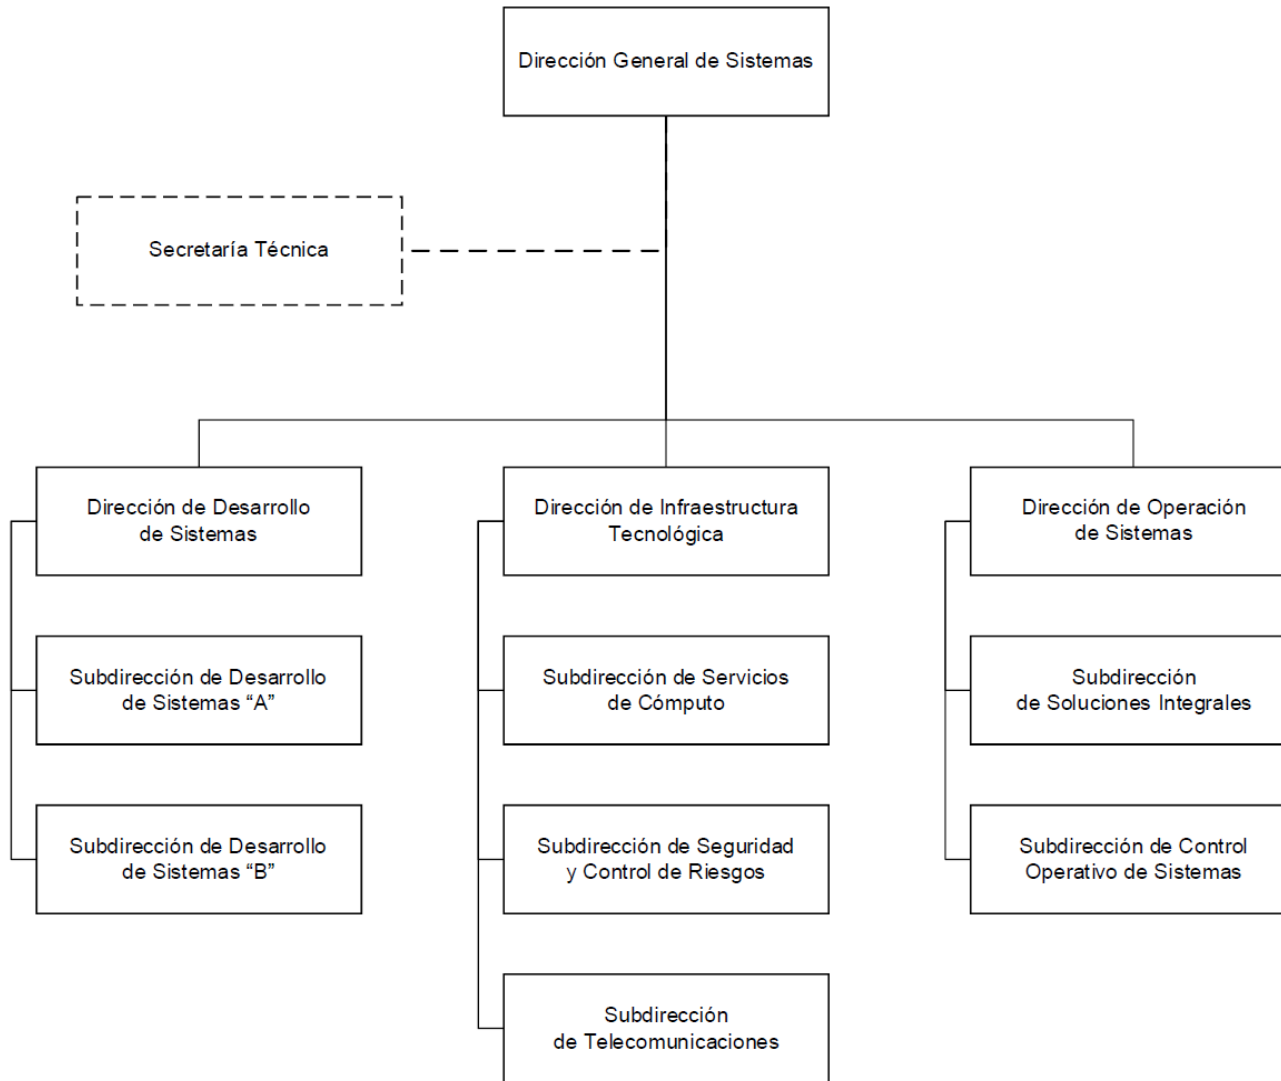 Dirección General de Sistemas
Secretaría Técnica
Dirección de Desarrollo
de Sistemas
Subdirección de Desarrollo
de Sistemas “A”
Subdirección de Desarrollo
de Sistemas “B”
Dirección de Infraestructura
Tecnológica
Subdirección de Servicios
de Cómputo
Subdirección de Seguridad
y Control de Riesgos
Subdirección
de Telecomunicaciones
Dirección de Operación
de Sistemas
Subdirección
de Soluciones Integrales
Subdirección de Control
Operativo de Sistemas